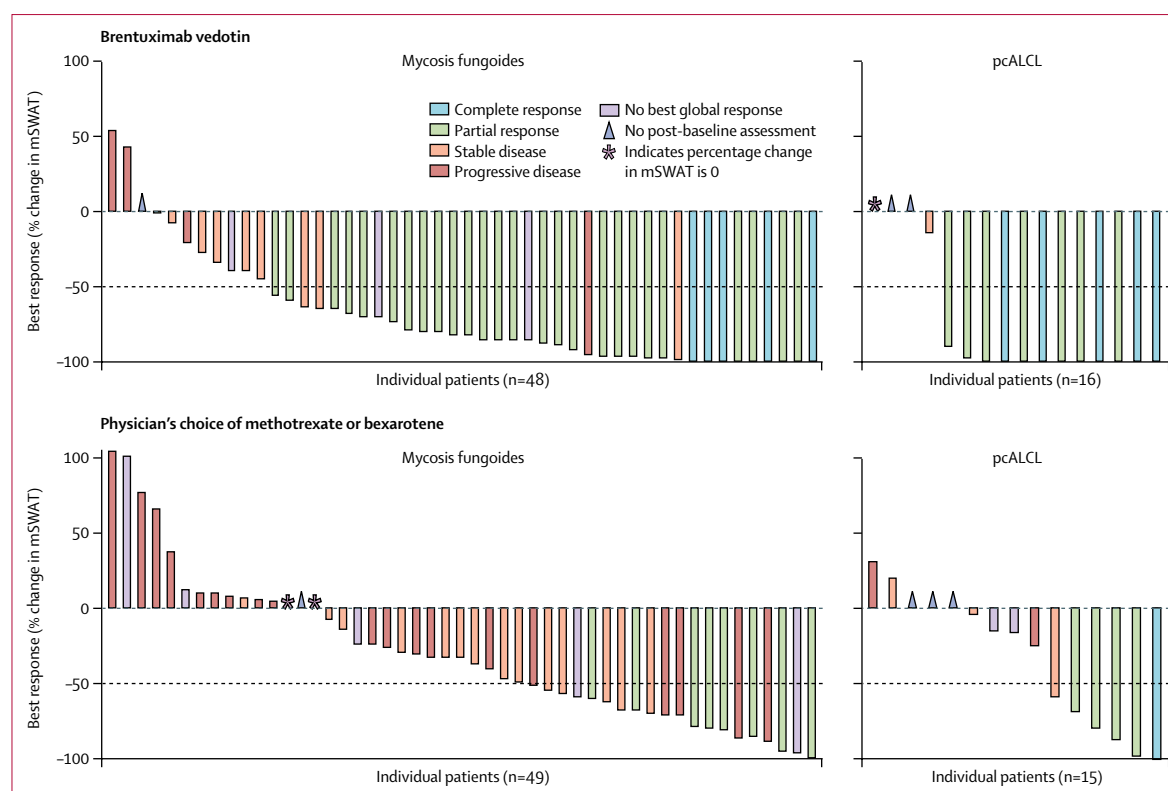 Brentuximab vedotin
Mycosis fungoides
pcALCL
100
50
0
–50
–100
Best response (% change in mSWAT)
Complete response
Partial response
Stable disease
Progressive disease
No best global response
No post-baseline assessment
Indicates percentage change
in mSWAT is 0
Individual patients (n=48)
Individual patients (n=16)
Physician's choice of methotrexate or bexarotene
Mycosis fungoides
pcALCL
100
50
0
–50
–100
Best response (% change in mSWAT)
Individual patients (n=49)
Individual patients (n=15)